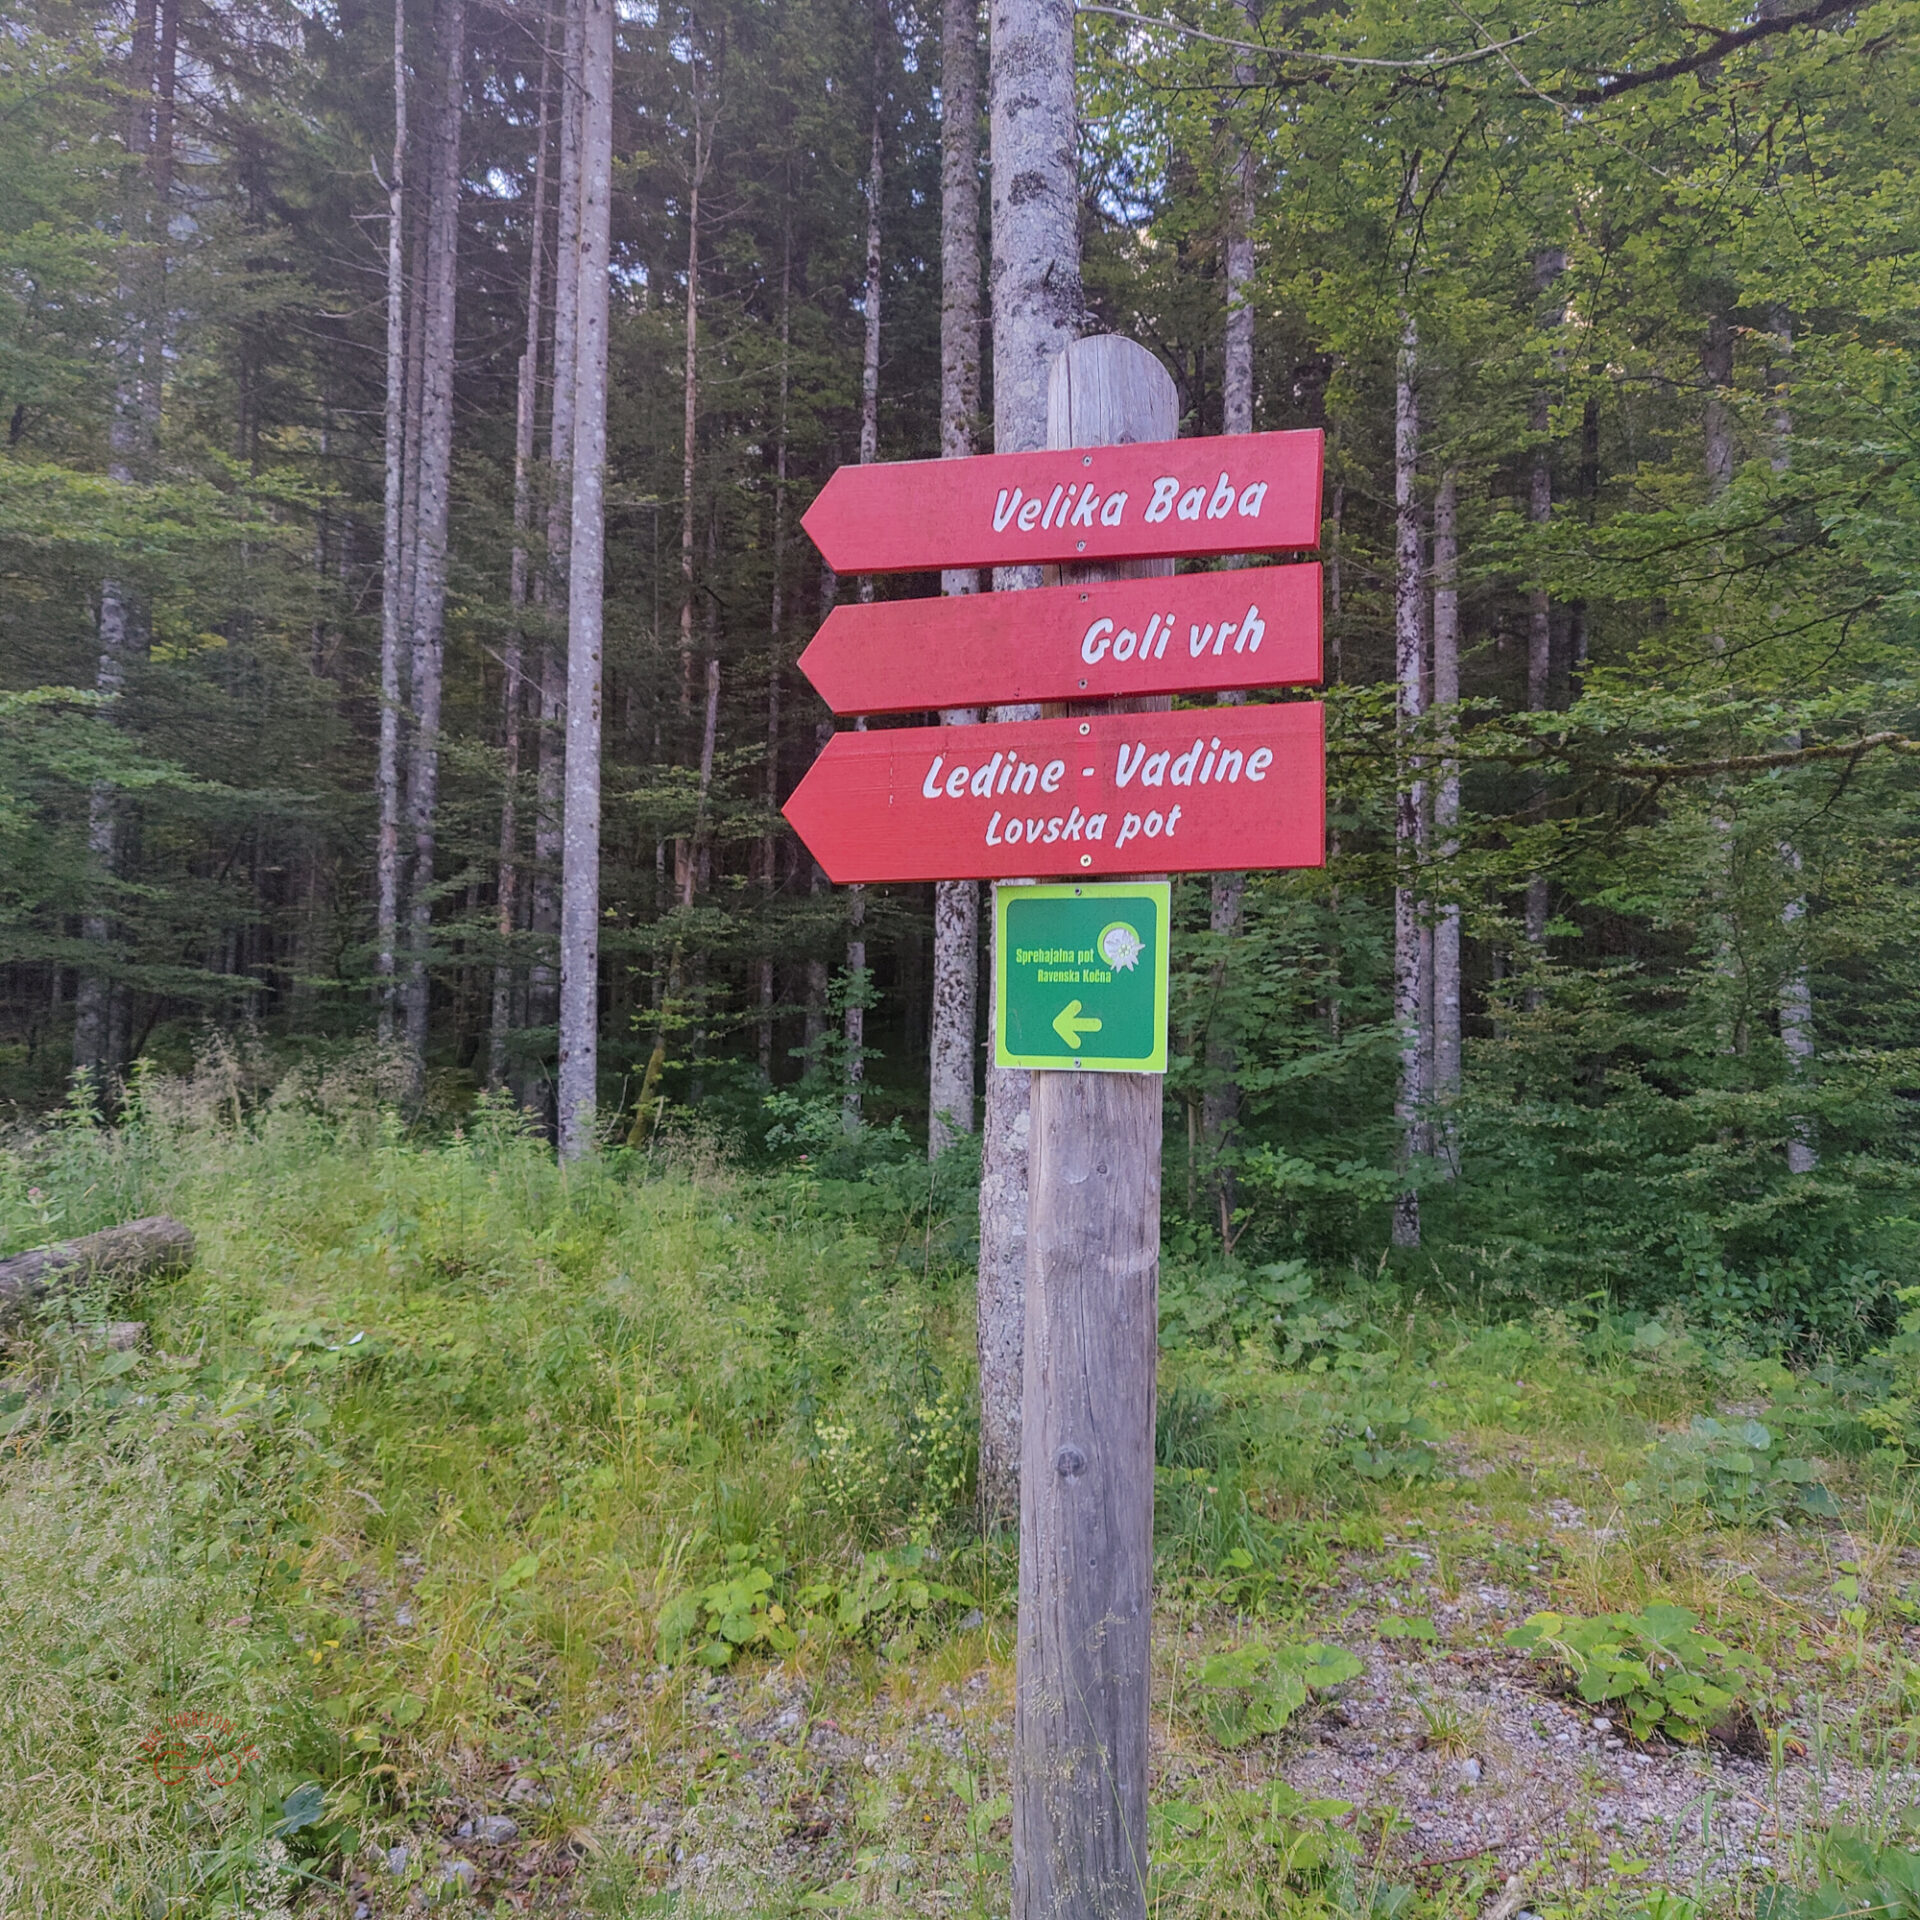 Velika Baba
Goli vrh
Ledine - Vadine
Lovska pot
Sprehajalna pot
Ravenska Kočna